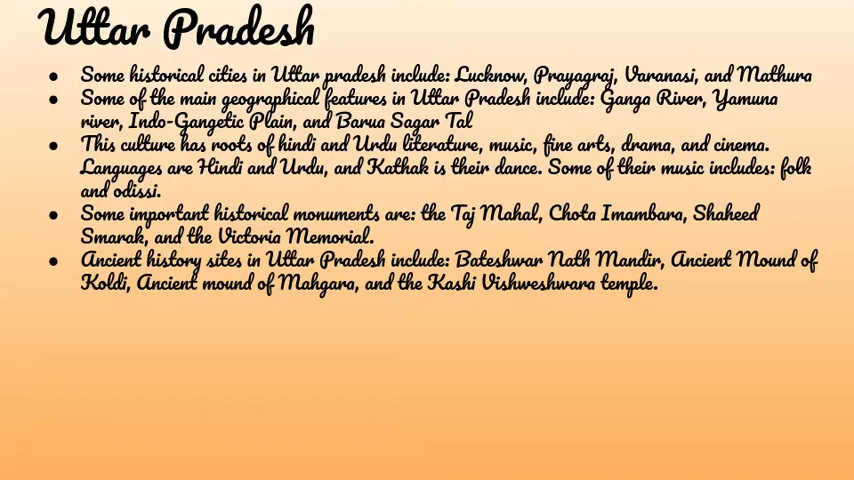 Uttar Pradesh
● Some historical cities in Uttar pradesh include: Lucknow, Prayagraj, Varanasi, and Mathura
● Some of the main geographical features in Uttar Pradesh include: Ganga River, Yamuna
river, Indo-Gangetic Plain, and Barua Sagar Tal
● This culture has roots of hindi and Urdu literature, music, fine arts, drama, and cinema.
Languages are Hindi and Urdu, and Kathak is their dance. Some of their music includes: folk
and odissi.
● Some important historical monuments are: the Taj Mahal, Chota Imambara, Shaheed
Smarak, and the Victoria Memorial.
● Ancient history sites in Uttar Pradesh include: Bateshwar Nath Mandir, Ancient Mound of
Koldi, Ancient mound of Mahgara, and the Kashi Vishweshwara temple.